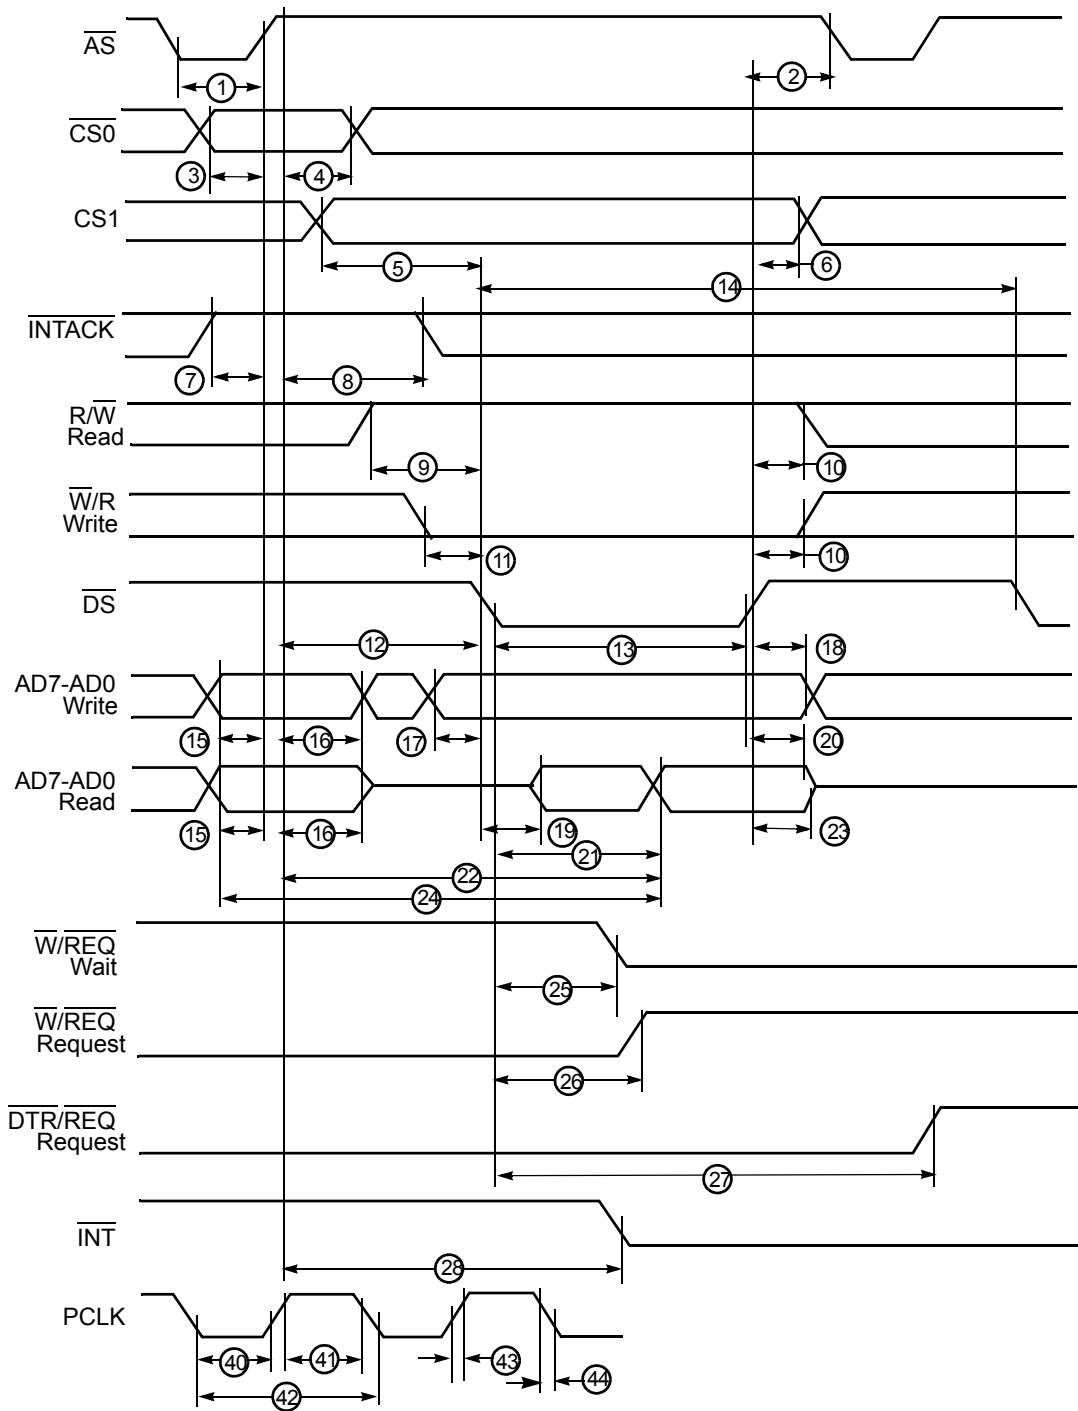 AS
1
2
CS0
3
4
CS1
5
6
14
INTACK
7
8
R/W
Read
9
10
W/R
Write
11
10
DS
12
13
18
AD7-AD0
Write
15
16
17
20
AD7-AD0
Read
15
16
19
23
21
22
24
W/REQ
Wait
25
W/REQ
Request
26
DTR/REQ
Request
27
INT
28
PCLK
40
41
43
44
42